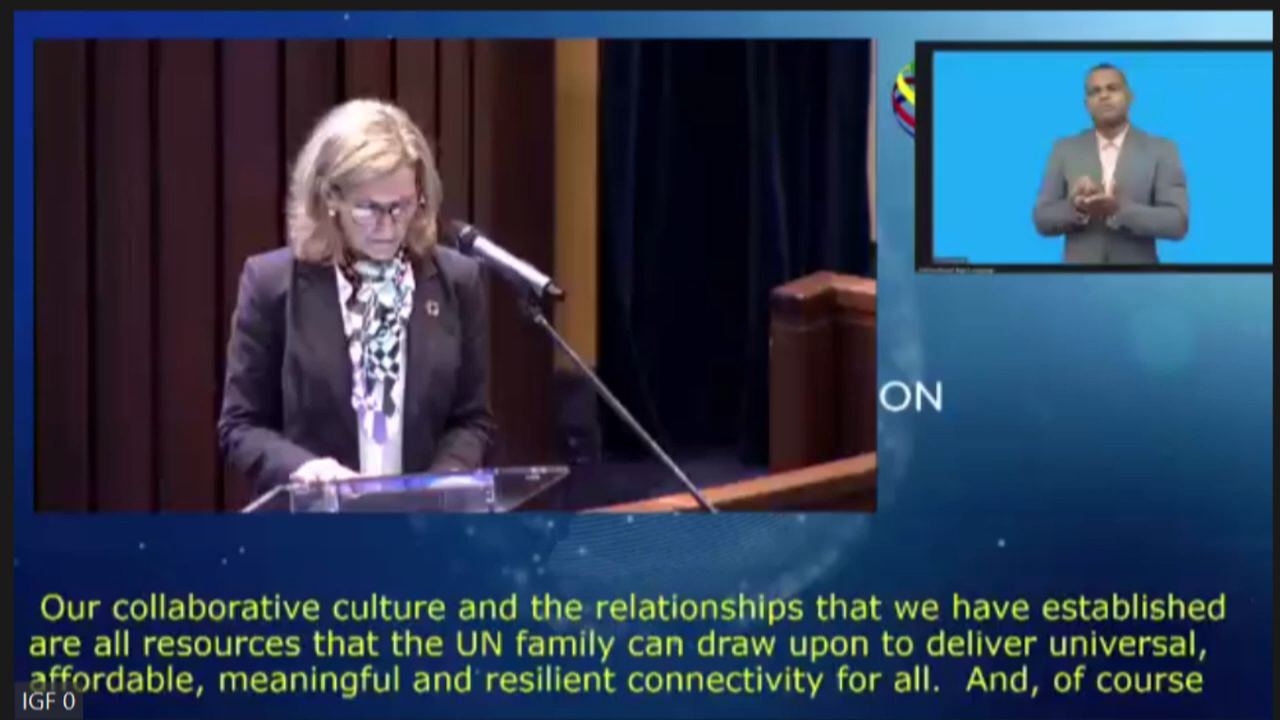 ON
Our collaborative culture and the relationships that we have established
are all resources that the UN family can draw upon to deliver universal,
affordable, meaningful and resilient connectivity for all. And, of course
IGF 0